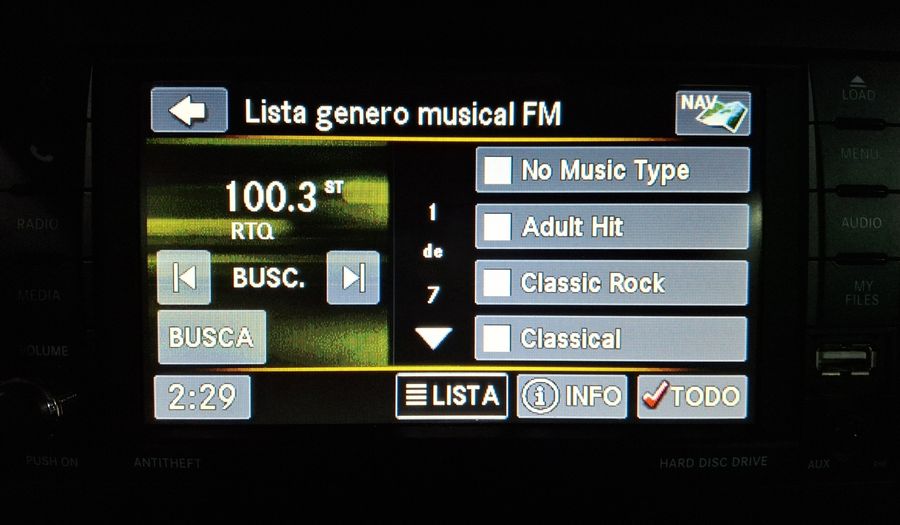 Lista genero musical FM
NAV
LOAD
MENU
No Music Type
100.3 ST
RTQ
1
de
7
Adult Hit
RADIO
AUDIO
BUSC.
Classic Rock
MEDIA
MY
FILES
BUSCA
Classical
VOLUME
2:29
LISTA
INFO
TODO
PUSH ON
ANTITHEFT
HARD DISC DRIVE
AUX